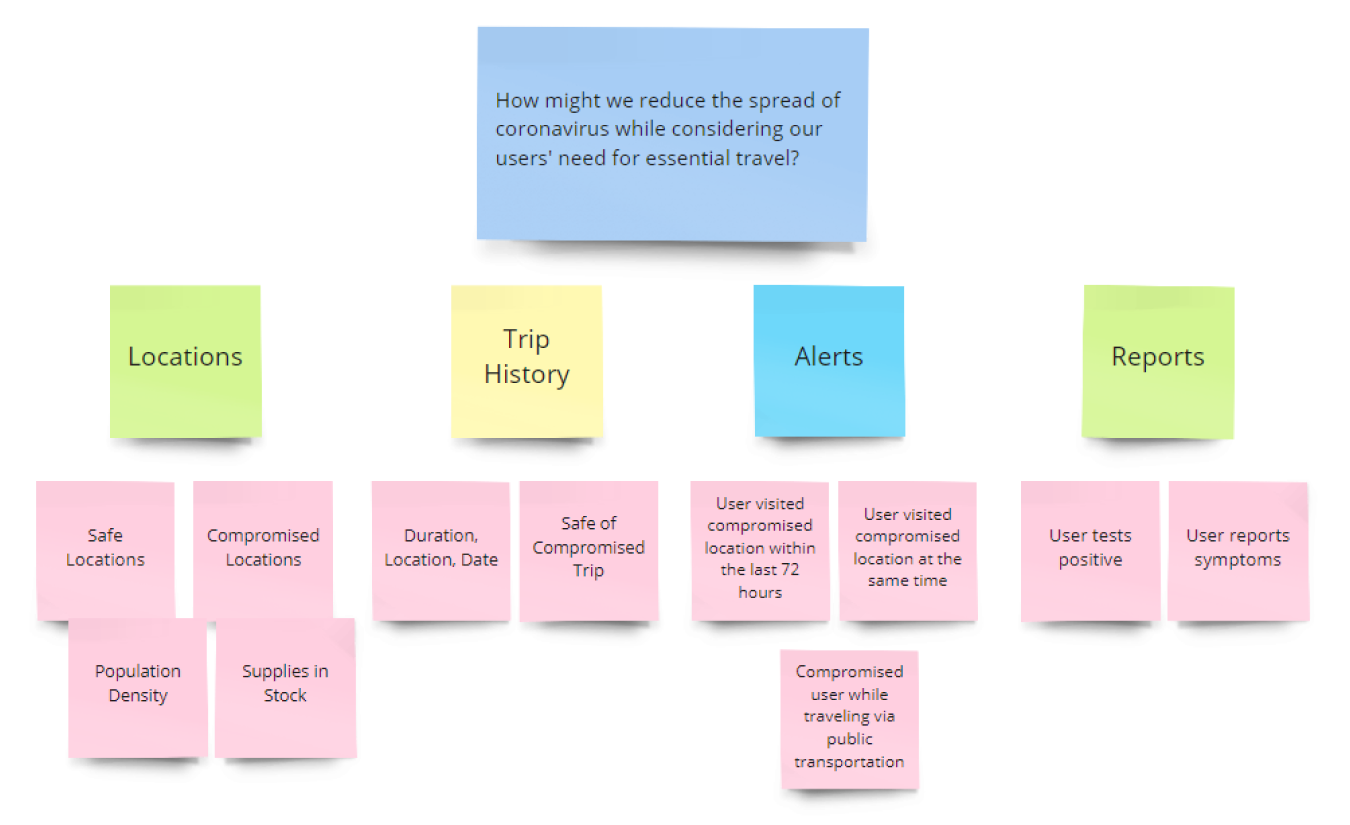 How might we reduce the spread of
coronavirus while considering our
users' need for essential travel?
Locations
Trip
History
Alerts
Reports
Safe
Locations
Compromised
Locations
Population
Density
Supplies in
Stock
Duration,
Location, Date
Safe of
Compromised
Trip
User visited
compromised
location within
the last 72
hours
User visited
compromised
location at the
same time
Compromised
user while
traveling via
public
transportation
User tests
positive
User reports
symptoms